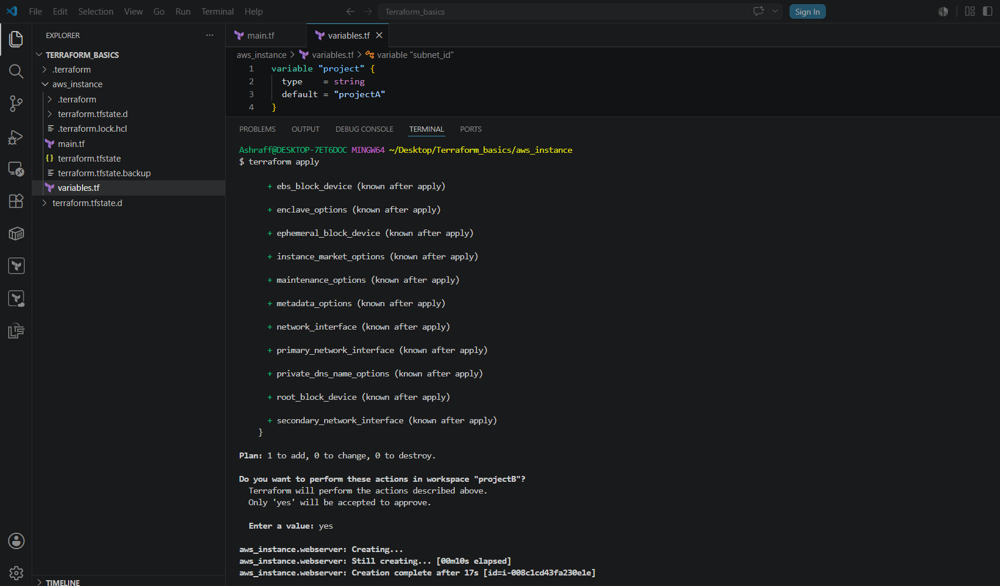 File Edit Selection View Go Run Terminal Help
Terraform_basics
Sign In
EXPLORER
TERRAFORM_BASICS
.terraform
aws_instance
.terraform
terraform.tfstate.d
.terraform.lock.hcl
main.tf
terraform.tfstate
terraform.tfstate.backup
variables.tf
terraform.tfstate.d
TIMELINE
main.tf
variables.tf
aws_instance > variables.tf > variable "subnet_id"
1 variable "project" {
2 type = string
3 default = "projectA"
4 }
PROBLEMS OUTPUT DEBUG CONSOLE TERMINAL PORTS
Ashraff@DESKTOP-7ET6DOC MINGW64 ~/Desktop/Terraform_basics/aws_instance
$ terraform apply
+ ebs_block_device (known after apply)
+ enclave_options (known after apply)
+ ephemeral_block_device (known after apply)
+ instance_market_options (known after apply)
+ maintenance_options (known after apply)
+ metadata_options (known after apply)
+ network_interface (known after apply)
+ primary_network_interface (known after apply)
+ private_dns_name_options (known after apply)
+ root_block_device (known after apply)
+ secondary_network_interface (known after apply)
}
Plan: 1 to add, 0 to change, 0 to destroy.
Do you want to perform these actions in workspace "projectB"?
Terraform will perform the actions described above.
Only 'yes' will be accepted to approve.
Enter a value: yes
aws_instance.webserver: Creating...
aws_instance.webserver: Still creating... [00m10s elapsed]
aws_instance.webserver: Creation complete after 17s [id=i-008c1cd43fa230e1e]